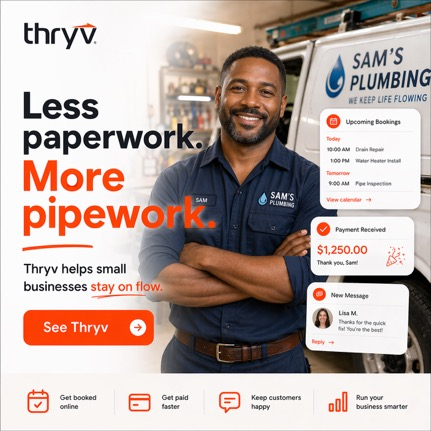 thryv
Less
paperwork.
More
pipework.
Thryv helps small
businesses stay on flow.
See Thryv
SAM
SAM'S
PLUMBING
SAM'S
PLUMBING
WE KEEP LIFE FLOWING
Upcoming Bookings
Today
10:00 AM Drain Repair
1:00 PM Water Heater Install
Tomorrow
9:00 AM Pipe Inspection
View calendar →
Payment Received
$1,250.00
Thank you, Sam!
New Message
Lisa M.
Thanks for the quick
fix! You're the best!
Reply →
Get booked
online
Get paid
faster
Keep customers
happy
Run your
business smarter